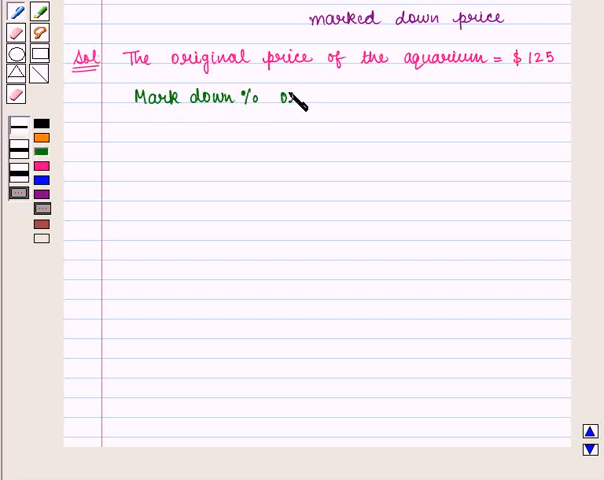 marked down price
Sol The original price of the aquarium = $ 125
Mark down %